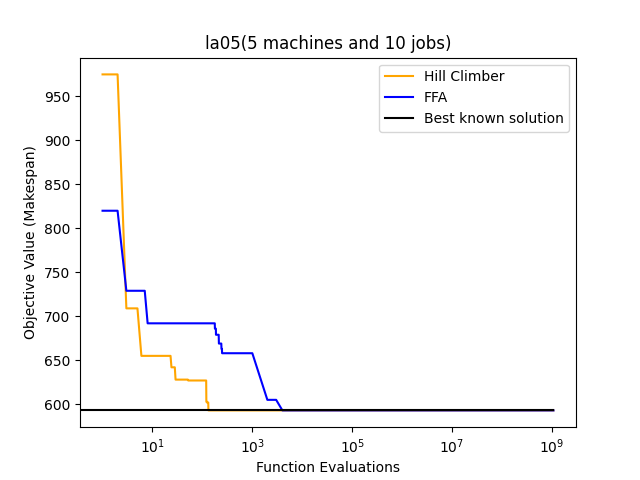 la05(5 machines and 10 jobs)
Hill Climber
FFA
Best known solution
Objective Value (Makespan)
950
900
850
800
750
700
650
600
10^1
10^3
10^5
10^7
10^9
Function Evaluations